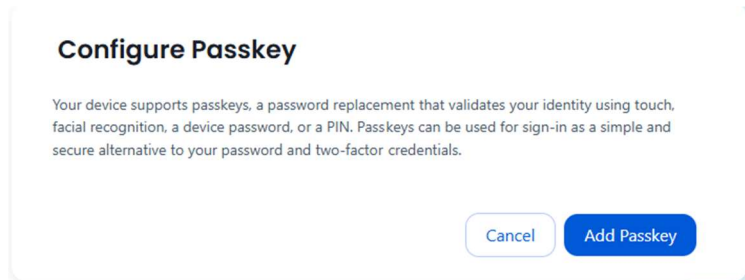 Configure Passkey
Your device supports passkeys, a password replacement that validates your identity using touch,
facial recognition, a device password, or a PIN. Passkeys can be used for sign-in as a simple and
secure alternative to your password and two-factor credentials.
Cancel
Add Passkey